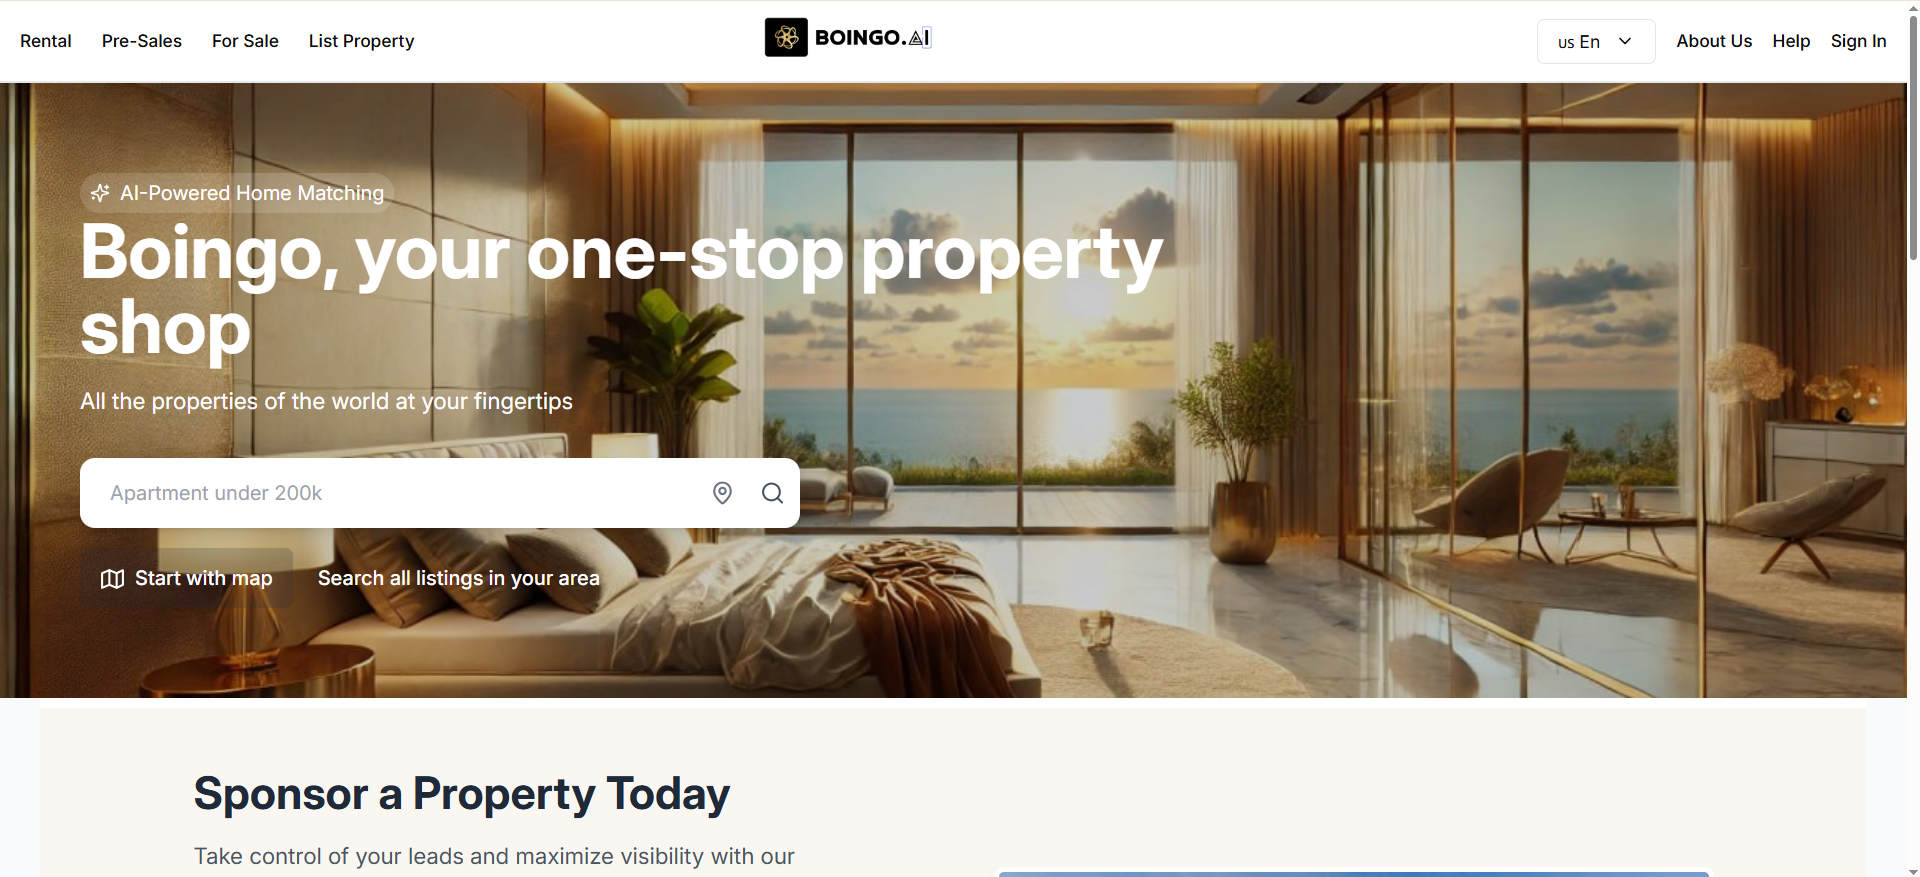 Rental
Pre-Sales
For Sale
List Property
BOINGO.AI
us En
About Us
Help
Sign In
AI-Powered Home Matching
Boingo, your one-stop property
shop
All the properties of the world at your fingertips
Apartment under 200k
Start with map
Search all listings in your area
Sponsor a Property Today
Take control of your leads and maximize visibility with our